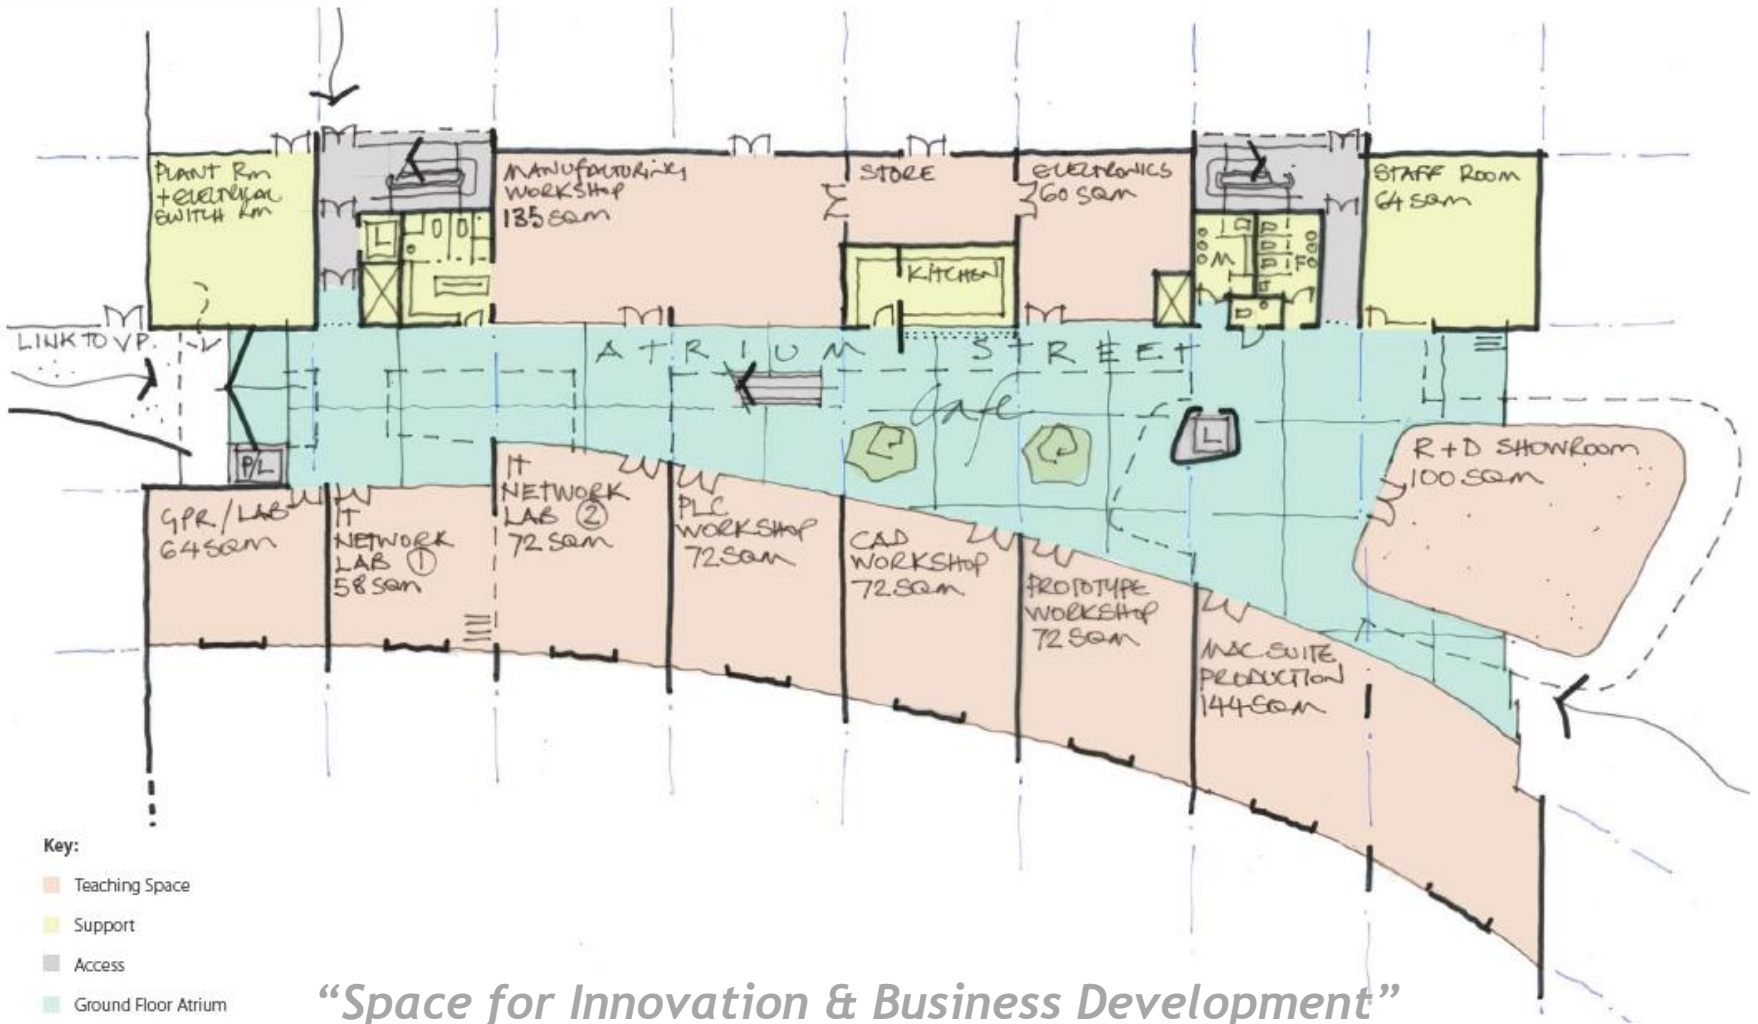 PLANT Rm
+ ELECTRICAL
SWITCH Rm
MANUFACTURING
WORKSHOP
135 SQM
STORE
ELECTRONICS
60 SQM
STAFF ROOM
64 SQM
L
KITCHEN
M
F
LINK TO V.P.
ATRIUM STREET
Cafe
L
P/L
R+D SHOWROOM
100 SQM
GPR/LAB
64 SQM
IT
NETWORK
LAB ①
58 SQM
IT
NETWORK
LAB ②
72 SQM
PLC
WORKSHOP
72 SQM
CAD
WORKSHOP
72 SQM
PROTOTYPE
WORKSHOP
72 SQM
MAC SUITE
PRODUCTION
144 SQM
Key:
Teaching Space
Support
Access
Ground Floor Atrium
“Space for Innovation & Business Development”